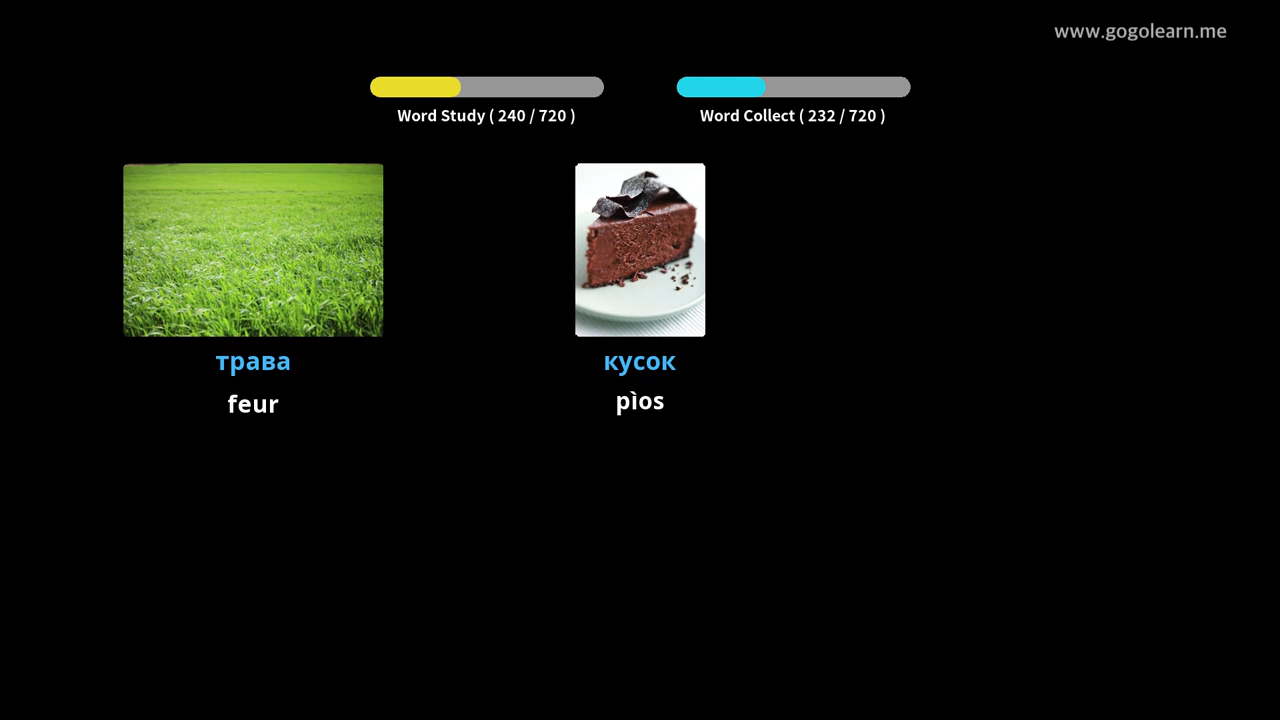 www.gogolearn.me
Word Study ( 240 / 720 )
Word Collect ( 232 / 720 )
трава
feur
кусок
pìos